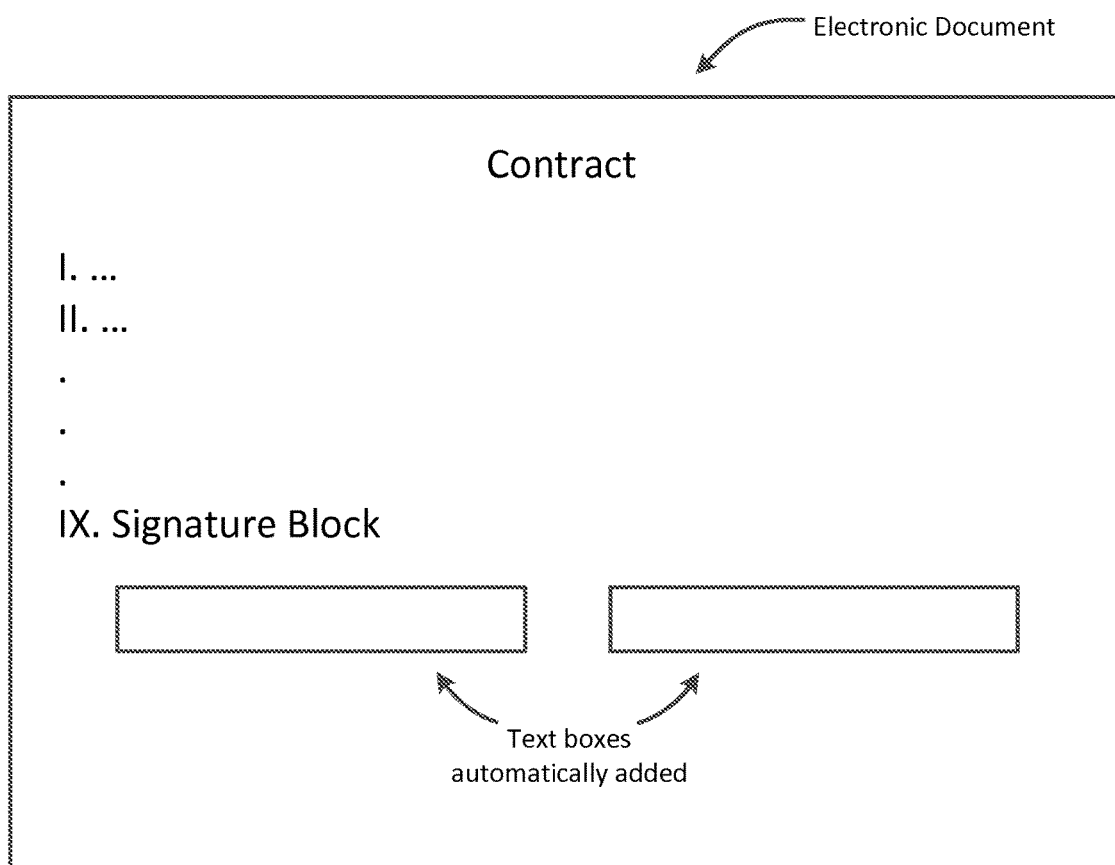 Electronic Document
Contract
I. ...
II. ...
.
.
.
IX. Signature Block
Text boxes
automatically added